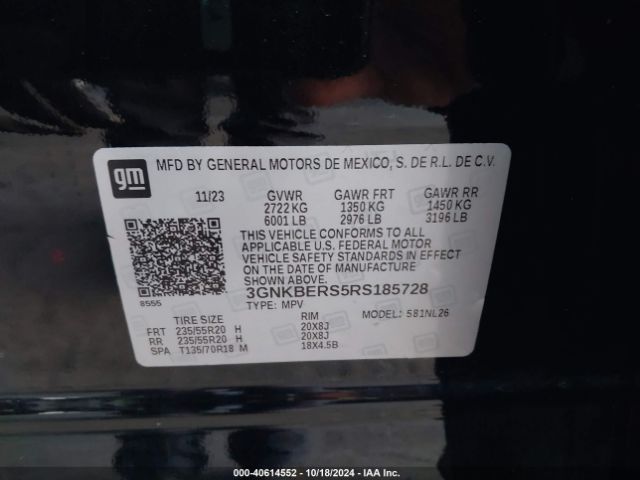 gm
MFD BY GENERAL MOTORS DE MEXICO, S. DE R.L. DE C.V.
11/23 GVWR GAWR FRT GAWR RR
2722 KG 1350 KG 1450 KG
6001 LB 2976 LB 3196 LB
THIS VEHICLE CONFORMS TO ALL
APPLICABLE U.S. FEDERAL MOTOR
VEHICLE SAFETY STANDARDS IN EFFECT
ON THE DATE OF MANUFACTURE SHOWN ABOVE.
3GNKBERS5RS185728
8555 TYPE: MPV MODEL: 581NL26
TIRE SIZE RIM
FRT 235/55R20 H 20X8J
RR 235/55R20 H 20X8J
SPA T135/70R18 M 18X4.5B
000-40614552 - 10/18/2024 - IAA Inc.